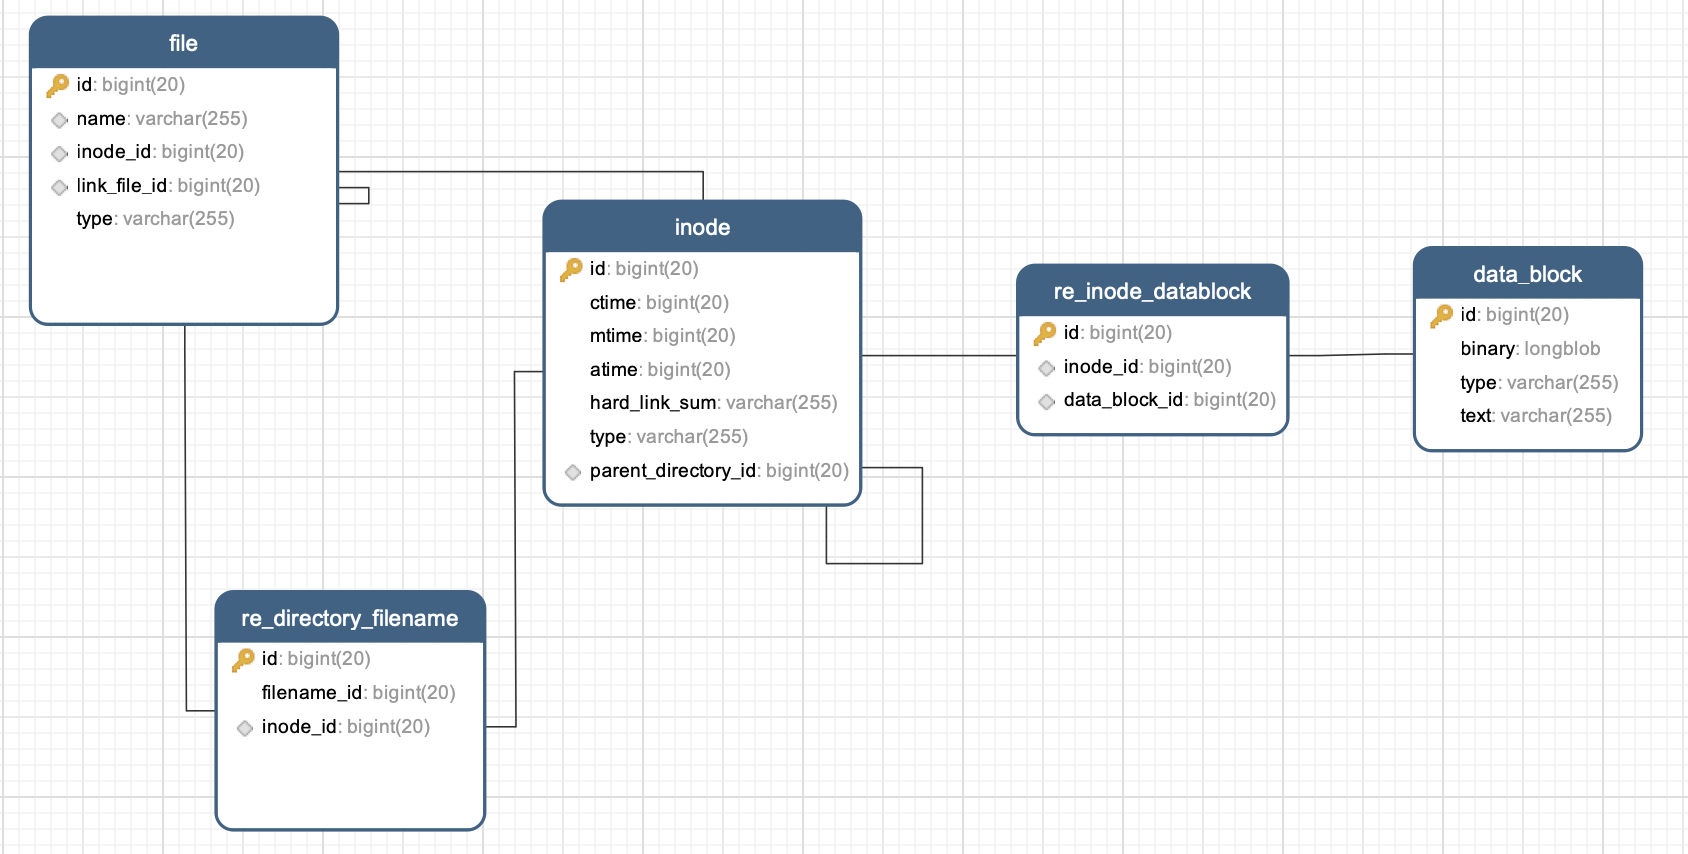 file
id: bigint(20)
name: varchar(255)
inode_id: bigint(20)
link_file_id: bigint(20)
type: varchar(255)
inode
id: bigint(20)
ctime: bigint(20)
mtime: bigint(20)
atime: bigint(20)
hard_link_sum: varchar(255)
type: varchar(255)
parent_directory_id: bigint(20)
re_inode_datablock
id: bigint(20)
inode_id: bigint(20)
data_block_id: bigint(20)
data_block
id: bigint(20)
binary: longblob
type: varchar(255)
text: varchar(255)
re_directory_filename
id: bigint(20)
filename_id: bigint(20)
inode_id: bigint(20)